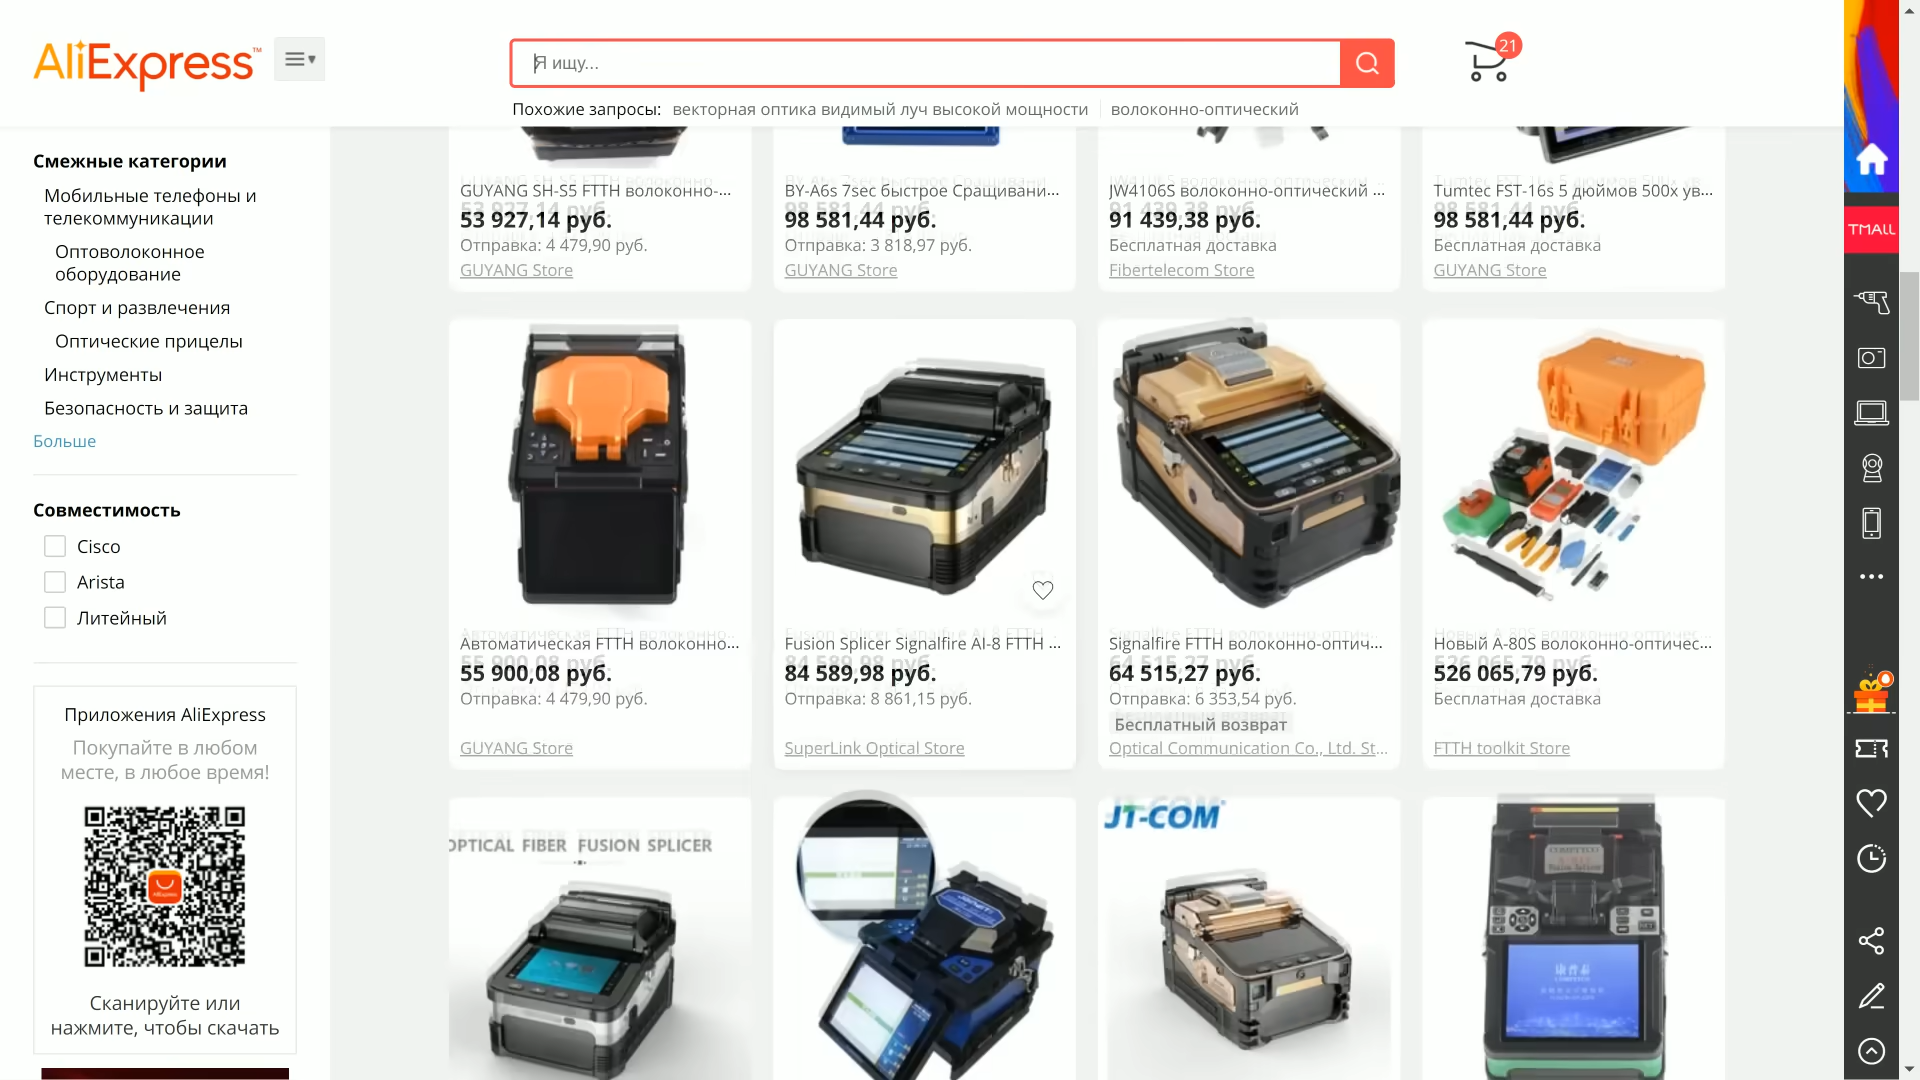 AliExpress™
Я ищу...
21
Похожие запросы: векторная оптика видимый луч высокой мощности волоконно-оптический
TMALL
Смежные категории
Мобильные телефоны и
телекоммуникации
Оптоволоконное
оборудование
Спорт и развлечения
Оптические прицелы
Инструменты
Безопасность и защита
Больше
Совместимость
Cisco
Arista
Литейный
Приложения AliExpress
Покупайте в любом
месте, в любое время!
Сканируйте или
нажмите, чтобы скачать
GUYANG SH-S5 FTTH волоконно-...
53 927,14 руб.
Отправка: 4 479,90 руб.
GUYANG Store
BY-A6s 7sec быстрое Сращивани...
98 581,44 руб.
Отправка: 3 818,97 руб.
GUYANG Store
JW4106S волоконно-оптический ...
91 439,38 руб.
Бесплатная доставка
Fibertelecom Store
Tumtec FST-16s 5 дюймов 500x ув...
98 581,44 руб.
Бесплатная доставка
GUYANG Store
Автоматическая FTTH волоконно...
55 900,08 руб.
Отправка: 4 479,90 руб.
GUYANG Store
Fusion Splicer Signalfire AI-8 FTTH ...
84 589,98 руб.
Отправка: 8 861,15 руб.
SuperLink Optical Store
Signalfire FTTH волоконно-оптич...
64 515,27 руб.
Отправка: 6 353,54 руб.
Бесплатный возврат
Optical Communication Co., Ltd. St...
Новый A-80S волоконно-оптичес...
526 065,79 руб.
Бесплатная доставка
FTTH toolkit Store
OPTICAL FIBER FUSION SPLICER
JT-COM
康普泰